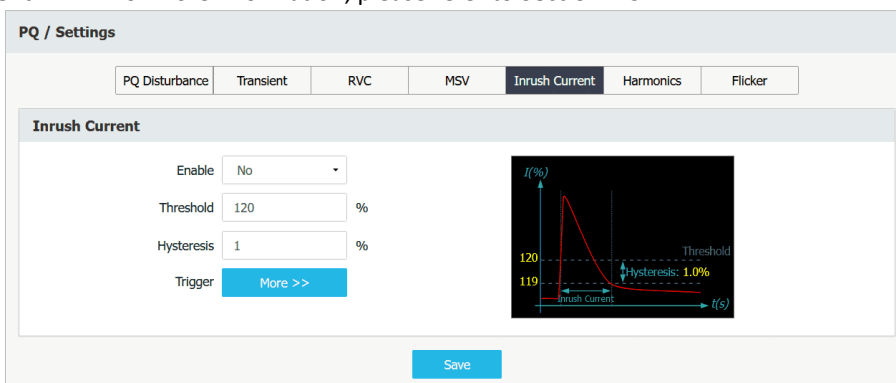 PQ / Settings
PQ Disturbance Transient RVC MSV Inrush Current Harmonics Flicker
Inrush Current
Enable No
Threshold 120 %
Hysteresis 1 %
Trigger More >>
I(%)
Threshold
120
Hysteresis: 1.0%
119
Inrush Current
t(s)
Save